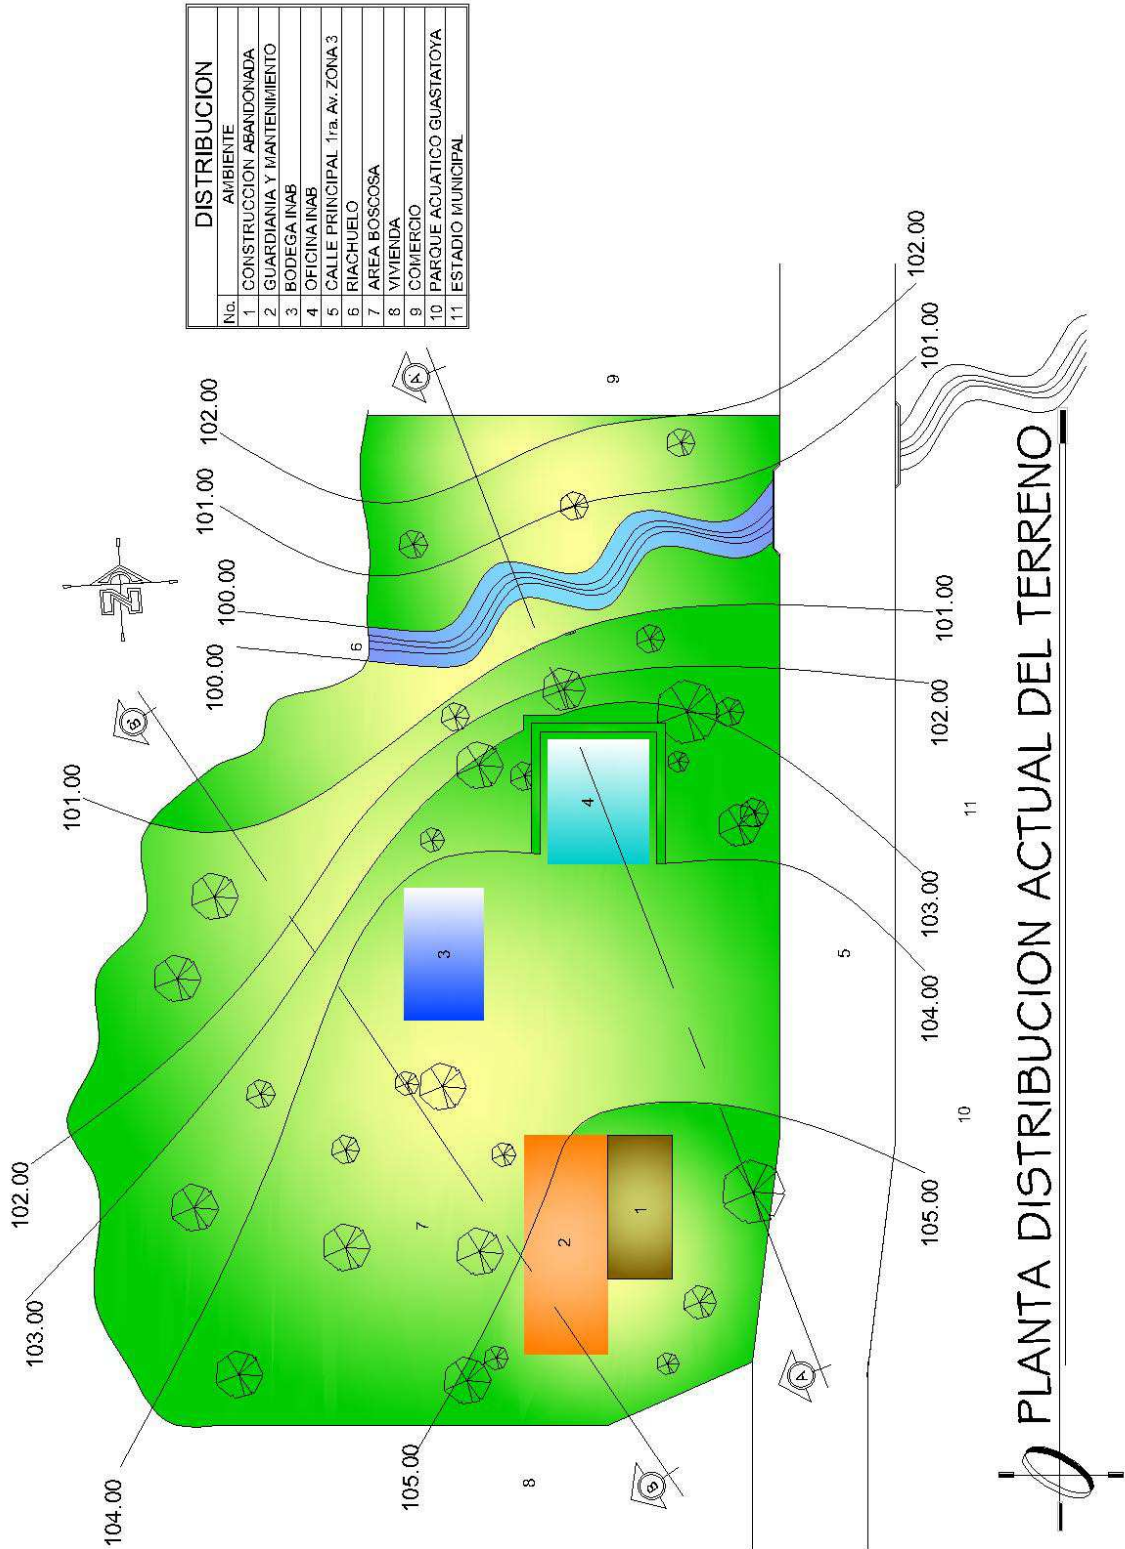 DISTRIBUCION
No. AMBIENTE
1 CONSTRUCCION ABANDONADA
2 GUARDIANIA Y MANTENIMIENTO
3 BODEGA INAB
4 OFICINA INAB
5 CALLE PRINCIPAL 1ra. Av. ZONA 3
6 RIACHUELO
7 AREA BOSCOSA
8 VIVIENDA
9 COMERCIO
10 PARQUE ACUATICO GUASTATOYA
11 ESTADIO MUNICIPAL
N
104.00
103.00
102.00
101.00
B'
100.00
100.00
101.00
102.00
A'
6
9
3
4
7
2
1
105.00
8
B
A
5
10
11
105.00
104.00
103.00
102.00
101.00
101.00
102.00
PLANTA DISTRIBUCION ACTUAL DEL TERRENO